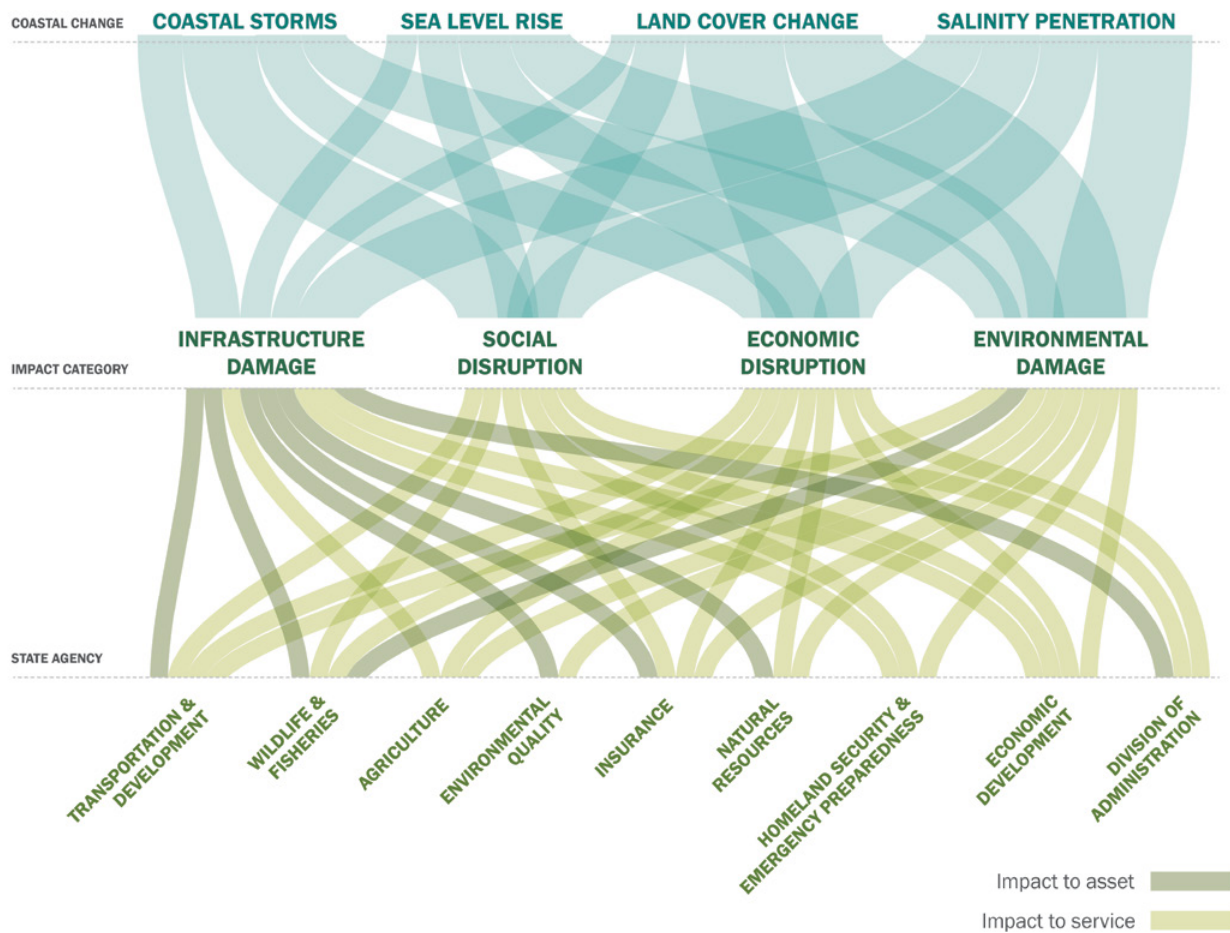 COASTAL CHANGE
COASTAL STORMS
SEA LEVEL RISE
LAND COVER CHANGE
SALINITY PENETRATION
IMPACT CATEGORY
INFRASTRUCTURE
DAMAGE
SOCIAL
DISRUPTION
ECONOMIC
DISRUPTION
ENVIRONMENTAL
DAMAGE
STATE AGENCY
TRANSPORTATION &
DEVELOPMENT
WILDLIFE &
FISHERIES
AGRICULTURE
ENVIRONMENTAL
QUALITY
INSURANCE
NATURAL
RESOURCES
HOMELAND SECURITY &
EMERGENCY PREPAREDNESS
ECONOMIC
DEVELOPMENT
DIVISION OF
ADMINISTRATION
Impact to asset
Impact to service